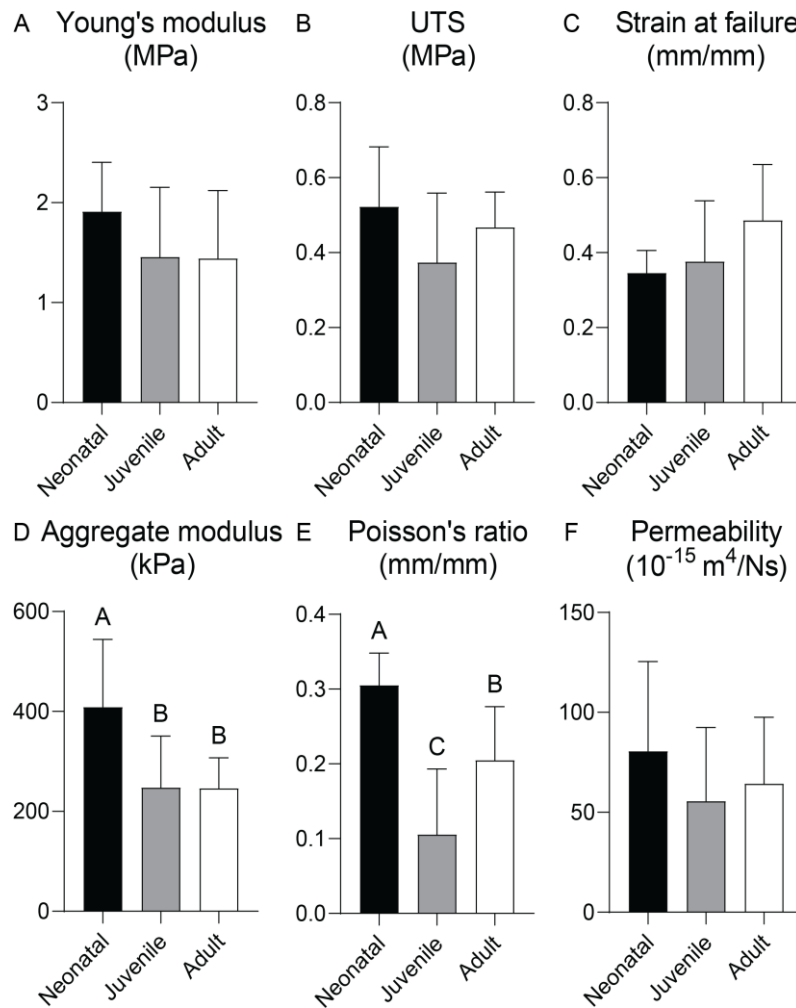 A Young's modulus
(MPa)
3
2
1
0
Neonatal
Juvenile
Adult
B UTS
(MPa)
0.8
0.6
0.4
0.2
0.0
Neonatal
Juvenile
Adult
C Strain at failure
(mm/mm)
0.8
0.6
0.4
0.2
0.0
Neonatal
Juvenile
Adult
D Aggregate modulus
(kPa)
600
400
200
0
A
B
B
Neonatal
Juvenile
Adult
E Poisson's ratio
(mm/mm)
0.4
0.3
0.2
0.1
0.0
A
C
B
Neonatal
Juvenile
Adult
F Permeability
(10⁻¹⁵ m⁴/Ns)
150
100
50
0
Neonatal
Juvenile
Adult